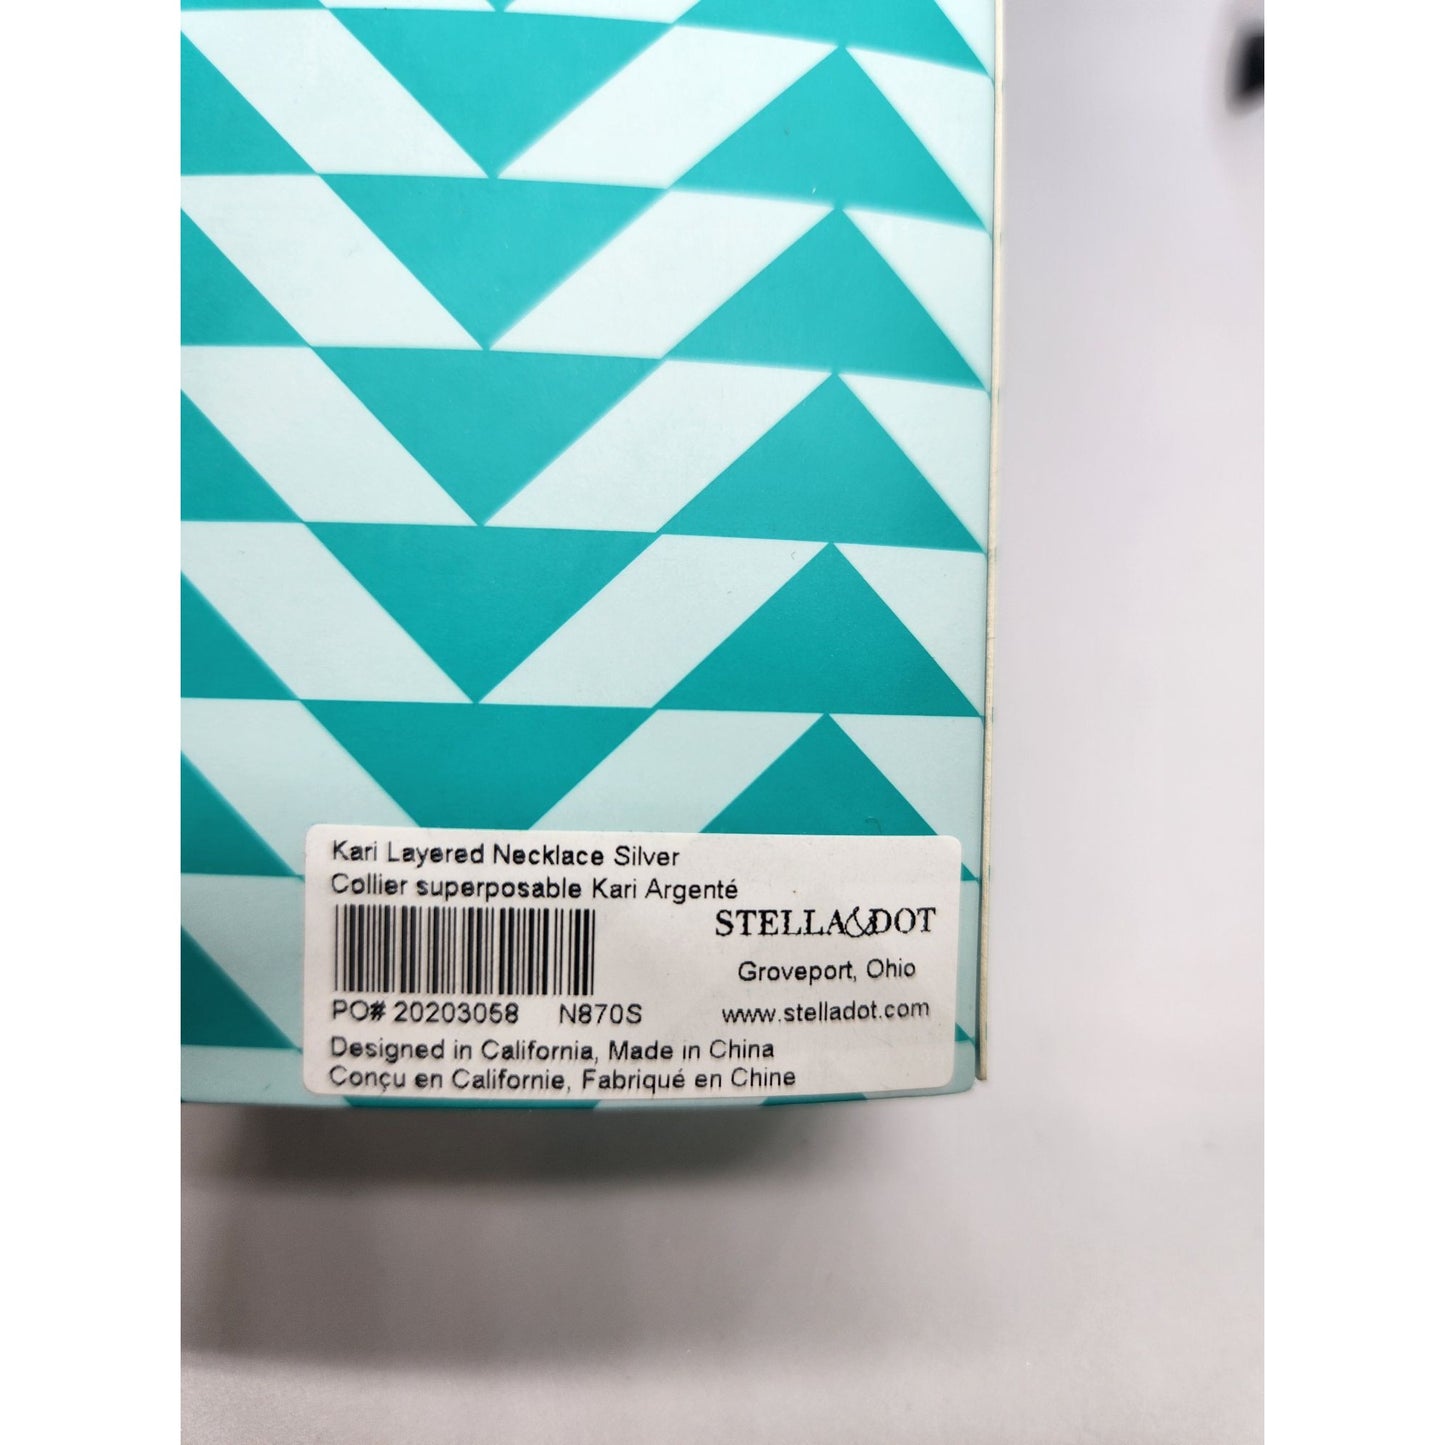 Kari Layered Necklace Silver
Collier superposable Kari Argenté
STELLA&DOT
Groveport, Ohio
PO# 20203058 N870S
www.stelladot.com
Designed in California, Made in China
Conçu en Californie, Fabriqué en Chine